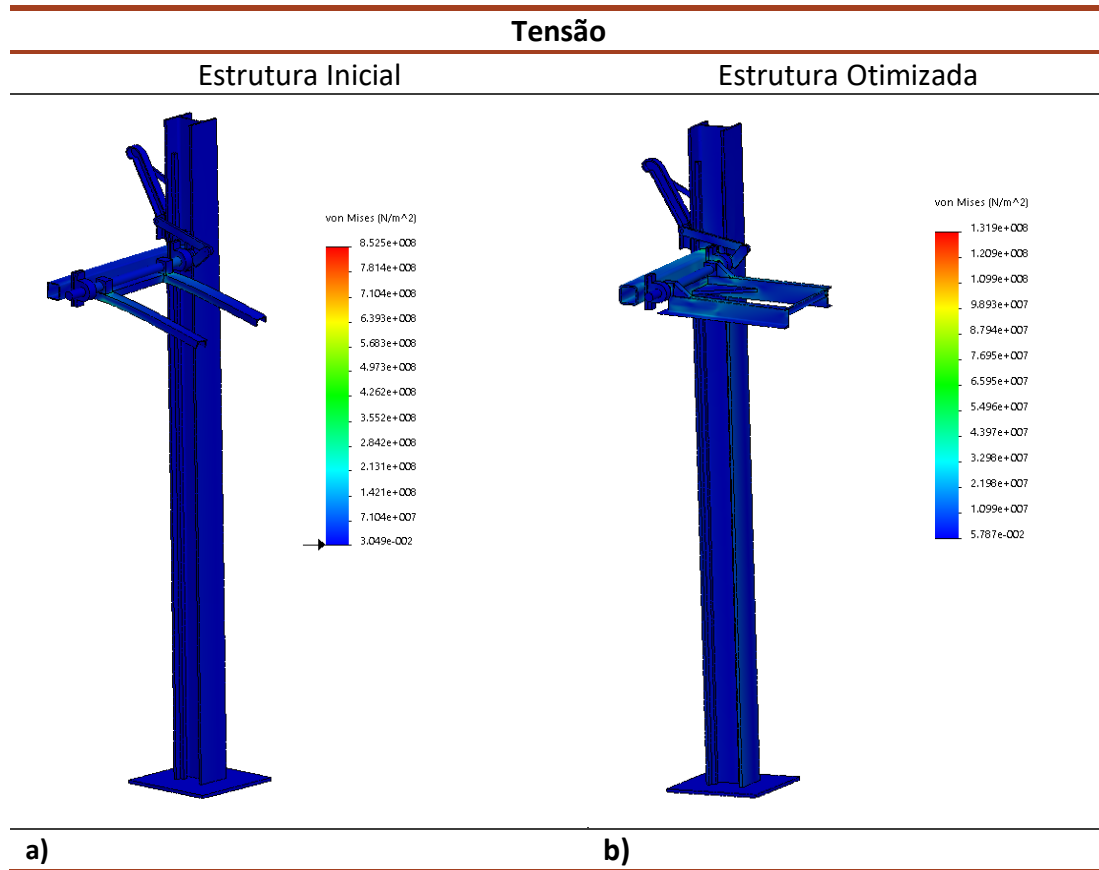 Tensão
Estrutura Inicial
Estrutura Otimizada
von Mises (N/m^2)
8.525e+008
7.814e+008
7.104e+008
6.393e+008
5.683e+008
4.973e+008
4.262e+008
3.552e+008
2.842e+008
2.131e+008
1.421e+008
7.104e+007
3.049e-002
von Mises (N/m^2)
1.319e+008
1.209e+008
1.099e+008
9.893e+007
8.794e+007
7.695e+007
6.595e+007
5.496e+007
4.397e+007
3.298e+007
2.198e+007
1.099e+007
5.787e-002
a)
b)